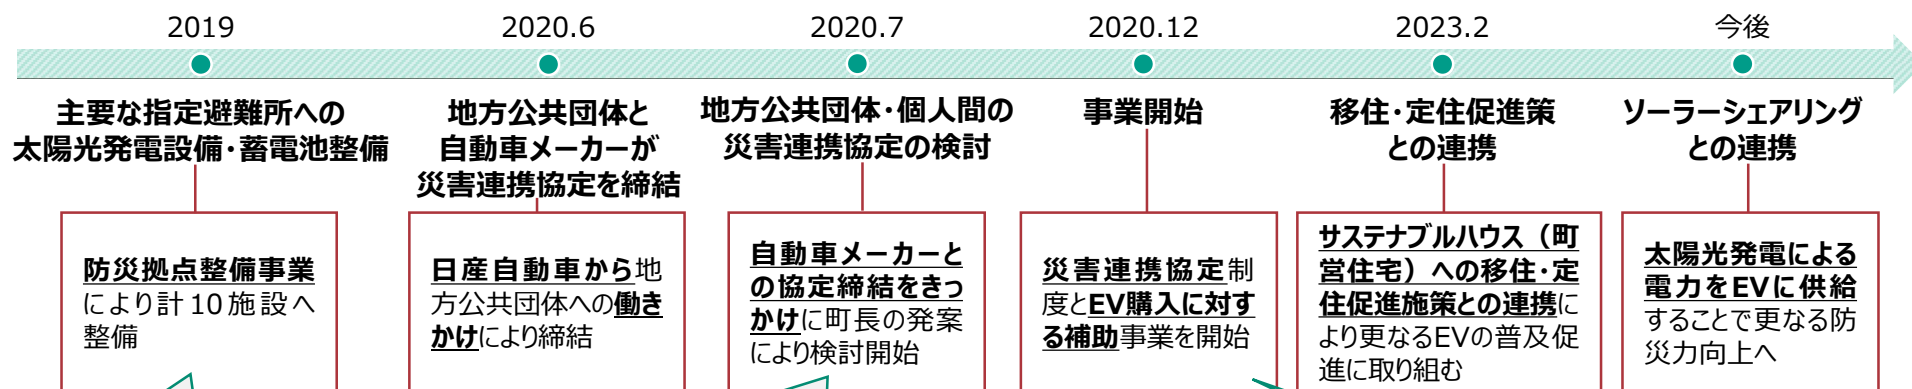 2019
2020.6
2020.7
2020.12
2023.2
今後
主要な指定避難所への
太陽光発電設備・蓄電池整備
地方公共団体と
自動車メーカーが
災害連携協定を締結
地方公共団体・個人間の
災害連携協定の検討
事業開始
移住・定住促進策
との連携
ソーラーシェアリング
との連携
防災拠点整備事業
により計10施設へ
整備
日産自動車から地
方公共団体への働き
かけにより締結
自動車メーカーと
の協定締結をきっ
かけに町長の発案
により検討開始
災害連携協定制
度とEV購入に対す
る補助事業を開始
サステナブルハウス（町
営住宅）への移住・定
住促進施策との連携に
より更なるEVの普及促
進に取り組む
太陽光発電による
電力をEVに供給
することで更なる防
災力向上へ